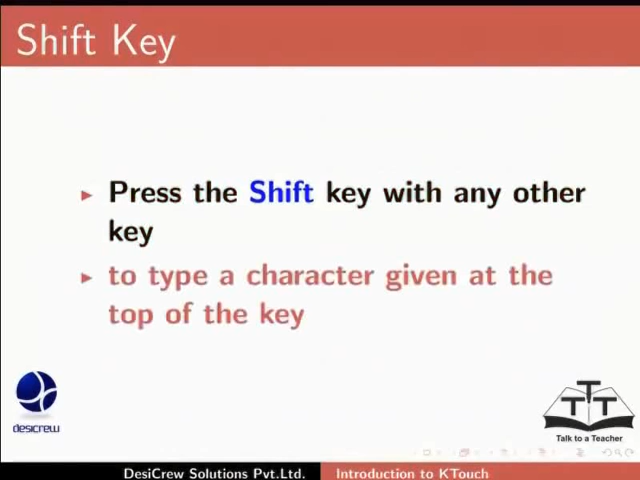 Shift Key
Press the Shift key with any other
key
to type a character given at the
top of the key
desicrew
TTT
Talk to a Teacher
DesiCrew Solutions Pvt.Ltd. Introduction to KTouch